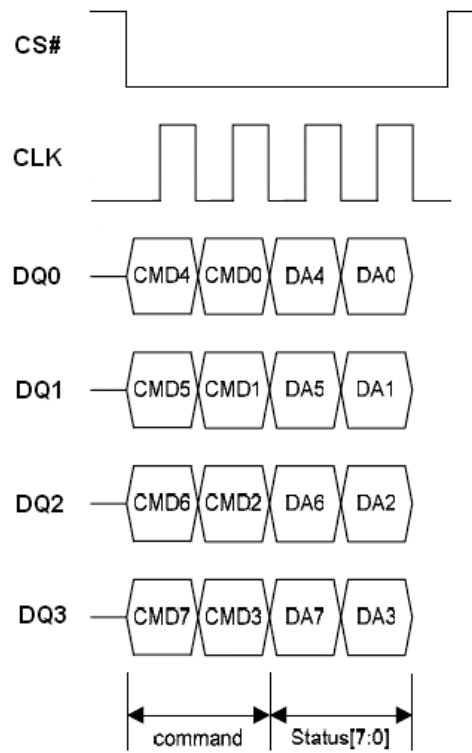 CS#
CLK
DQ0 CMD4 CMD0 DA4 DA0
DQ1 CMD5 CMD1 DA5 DA1
DQ2 CMD6 CMD2 DA6 DA2
DQ3 CMD7 CMD3 DA7 DA3
command Status[7:0]